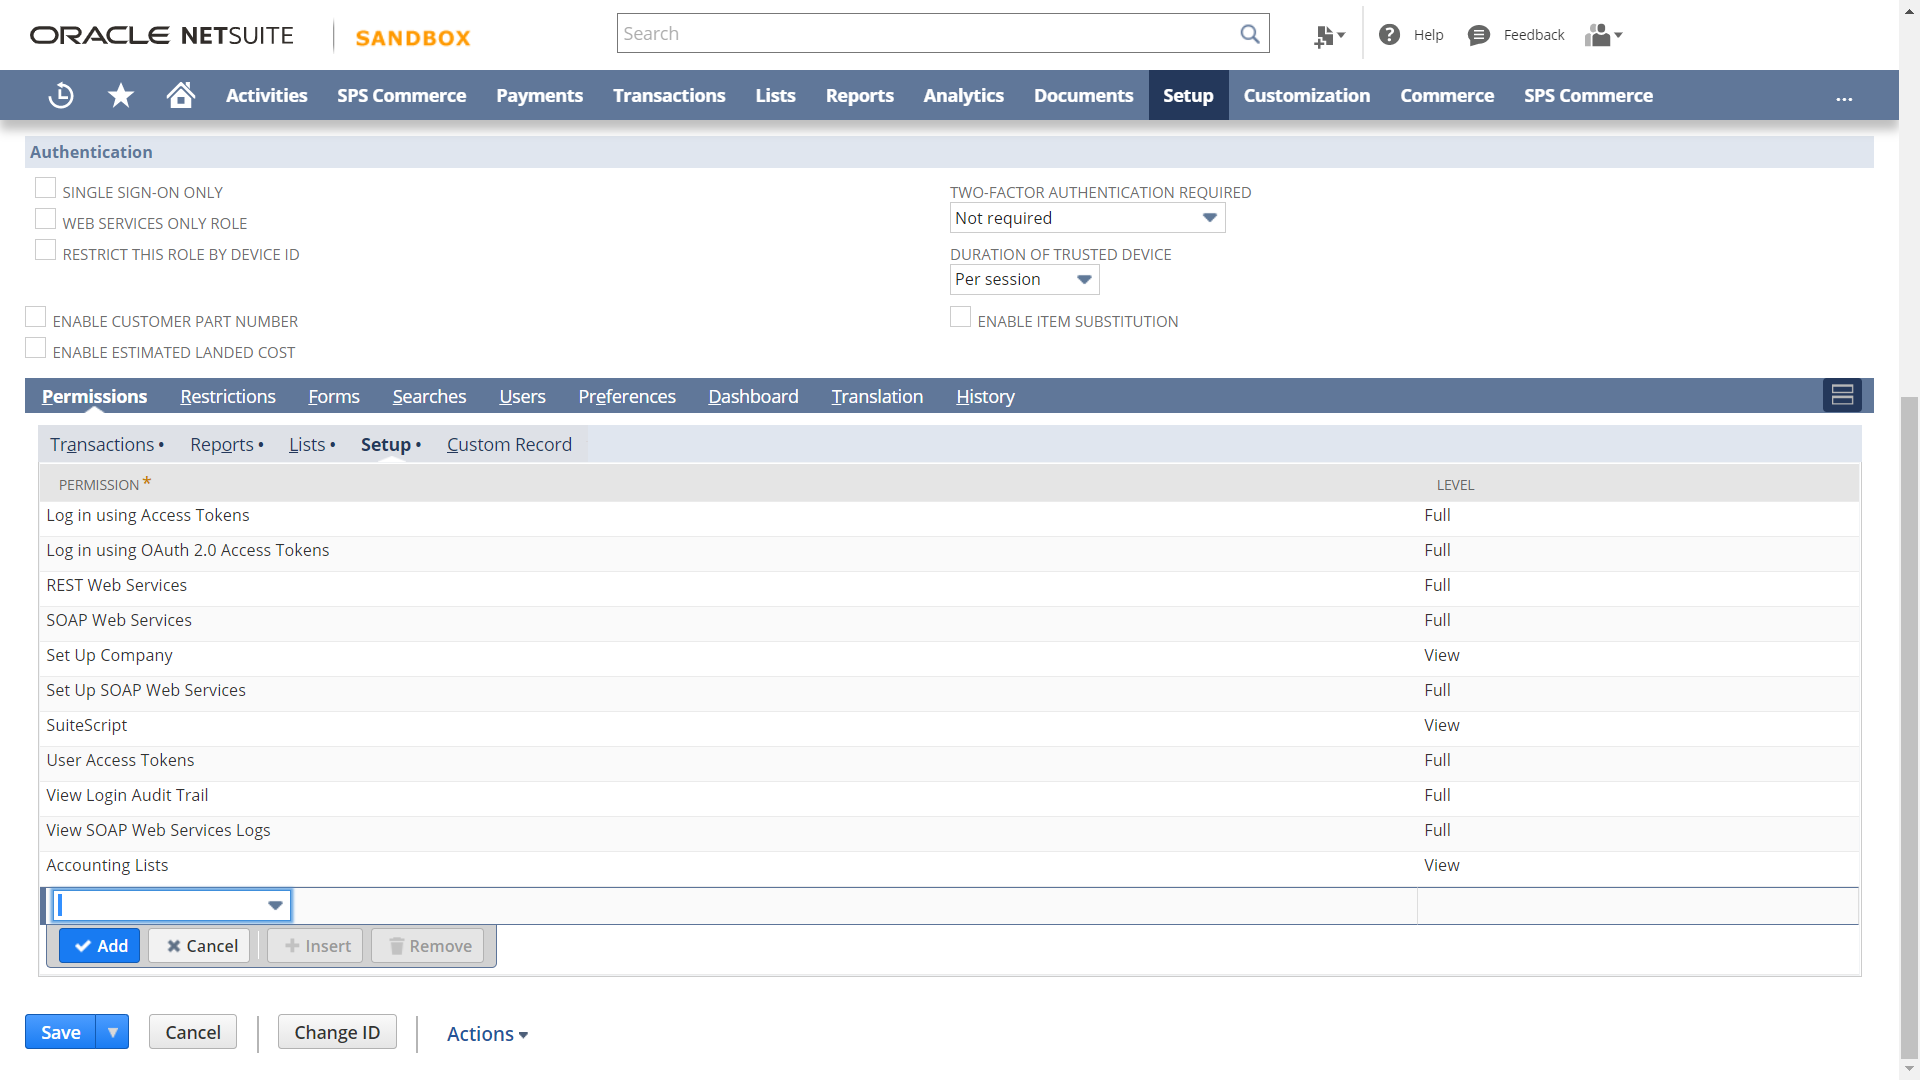 ORACLE NETSUITE
SANDBOX
Search
Help
Feedback
Activities
SPS Commerce
Payments
Transactions
Lists
Reports
Analytics
Documents
Setup
Customization
Commerce
SPS Commerce
...
Authentication
SINGLE SIGN-ON ONLY
WEB SERVICES ONLY ROLE
RESTRICT THIS ROLE BY DEVICE ID
TWO-FACTOR AUTHENTICATION REQUIRED
Not required
DURATION OF TRUSTED DEVICE
Per session
ENABLE CUSTOMER PART NUMBER
ENABLE ESTIMATED LANDED COST
ENABLE ITEM SUBSTITUTION
Permissions
Restrictions
Forms
Searches
Users
Preferences
Dashboard
Translation
History
Transactions •
Reports •
Lists •
Setup •
Custom Record
PERMISSION * LEVEL
Log in using Access Tokens Full
Log in using OAuth 2.0 Access Tokens Full
REST Web Services Full
SOAP Web Services Full
Set Up Company View
Set Up SOAP Web Services Full
SuiteScript View
User Access Tokens Full
View Login Audit Trail Full
View SOAP Web Services Logs Full
Accounting Lists View
Add
Cancel
Insert
Remove
Save
Cancel
Change ID
Actions